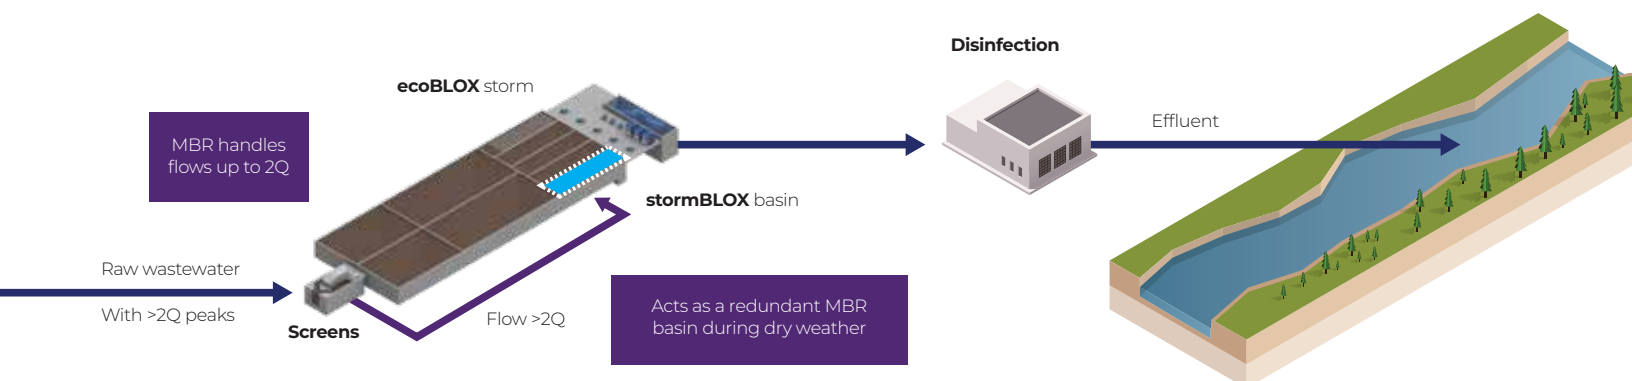 Disinfection
ecoBLOX storm
MBR handles
flows up to 2Q
Effluent
stormBLOX basin
Raw wastewater
With >2Q peaks
Screens
Flow >2Q
Acts as a redundant MBR
basin during dry weather